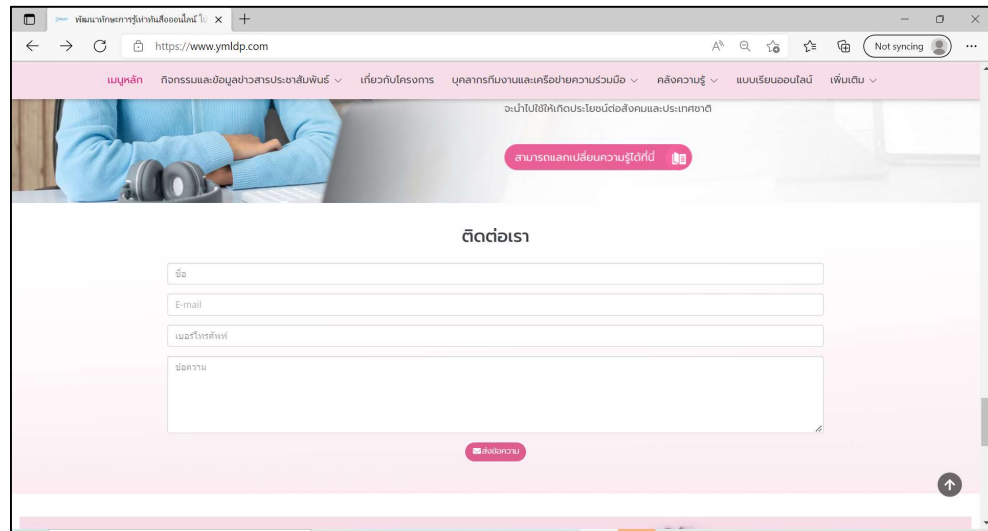 พัฒนาทักษะการรู้เท่าทันสื่อออนไลน์
https://www.ymldp.com
Not syncing
เมนูหลัก กิจกรรมและข้อมูลข่าวสารประชาสัมพันธ์ เกี่ยวกับโครงการ บุคลากรทีมงานและเครือข่ายความร่วมมือ คลังความรู้ แบบเรียนออนไลน์ เพิ่มเติม
จะนำไปใช้ให้เกิดประโยชน์ต่อสังคมและประเทศชาติ
สามารถแลกเปลี่ยนความรู้ได้ที่นี่
ติดต่อเรา
ชื่อ
E-mail
เบอร์โทรศัพท์
ข้อความ
ส่งข้อความ